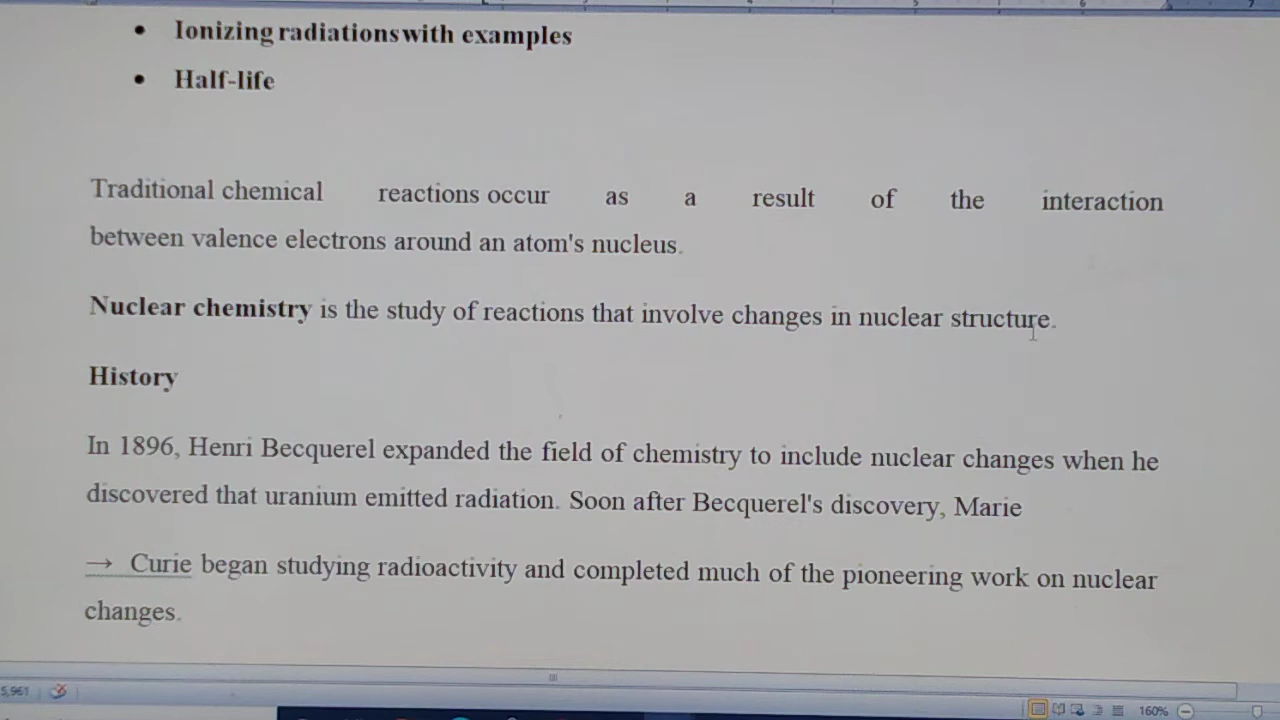 • Ionizing radiations with examples
• Half-life
Traditional chemical reactions occur as a result of the interaction
between valence electrons around an atom's nucleus.
Nuclear chemistry is the study of reactions that involve changes in nuclear structure.
History
In 1896, Henri Becquerel expanded the field of chemistry to include nuclear changes when he
discovered that uranium emitted radiation. Soon after Becquerel's discovery, Marie
→ Curie began studying radioactivity and completed much of the pioneering work on nuclear
changes.
5,961
160%